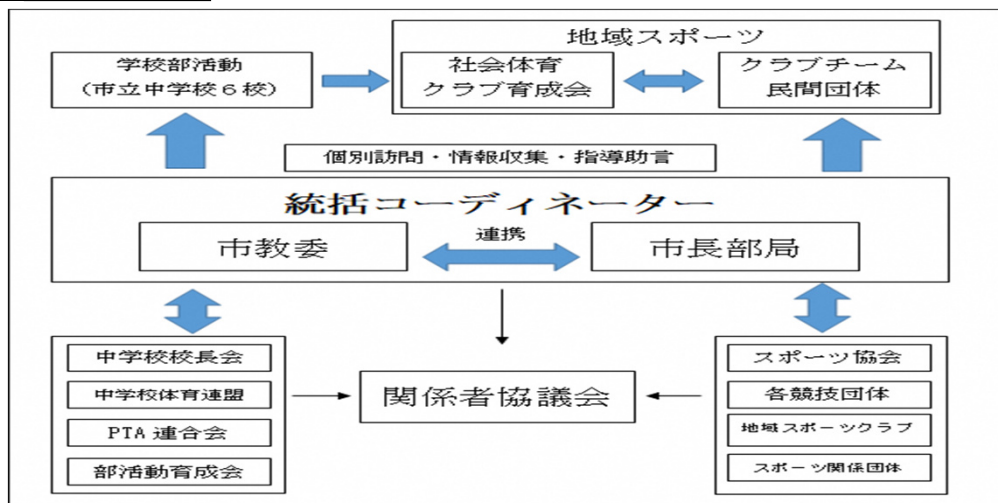 地域スポーツ
学校部活動
(市立中学校6校)
社会体育
クラブ育成会
クラブチーム
民間団体
個別訪問・情報収集・指導助言
統括コーディネーター
市教委
連携
市長部局
中学校校長会
中学校体育連盟
PTA連合会
部活動育成会
関係者協議会
スポーツ協会
各競技団体
地域スポーツクラブ
スポーツ関係団体